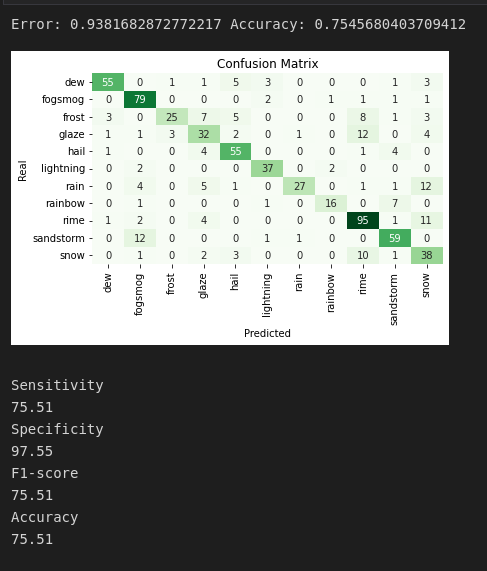 Error: 0.9381682872772217 Accuracy: 0.7545680403709412
Confusion Matrix
dew 55 0 1 1 5 3 0 0 0 1 3
fogsmog 0 79 0 0 0 2 0 1 1 1 1
frost 3 0 25 7 5 0 0 0 8 1 3
glaze 1 1 3 32 2 0 1 0 12 0 4
hail 1 0 0 4 55 0 0 0 1 4 0
lightning 0 2 0 0 0 37 0 2 0 0 0
rain 0 4 0 5 1 0 27 0 1 1 12
rainbow 0 1 0 0 0 1 0 16 0 7 0
rime 1 2 0 4 0 0 0 0 95 1 11
sandstorm 0 12 0 0 0 1 1 0 0 59 0
snow 0 1 0 2 3 0 0 0 10 1 38
Real
dew fogsmog frost glaze hail lightning rain rainbow rime sandstorm snow
Predicted
Sensitivity
75.51
Specificity
97.55
F1-score
75.51
Accuracy
75.51